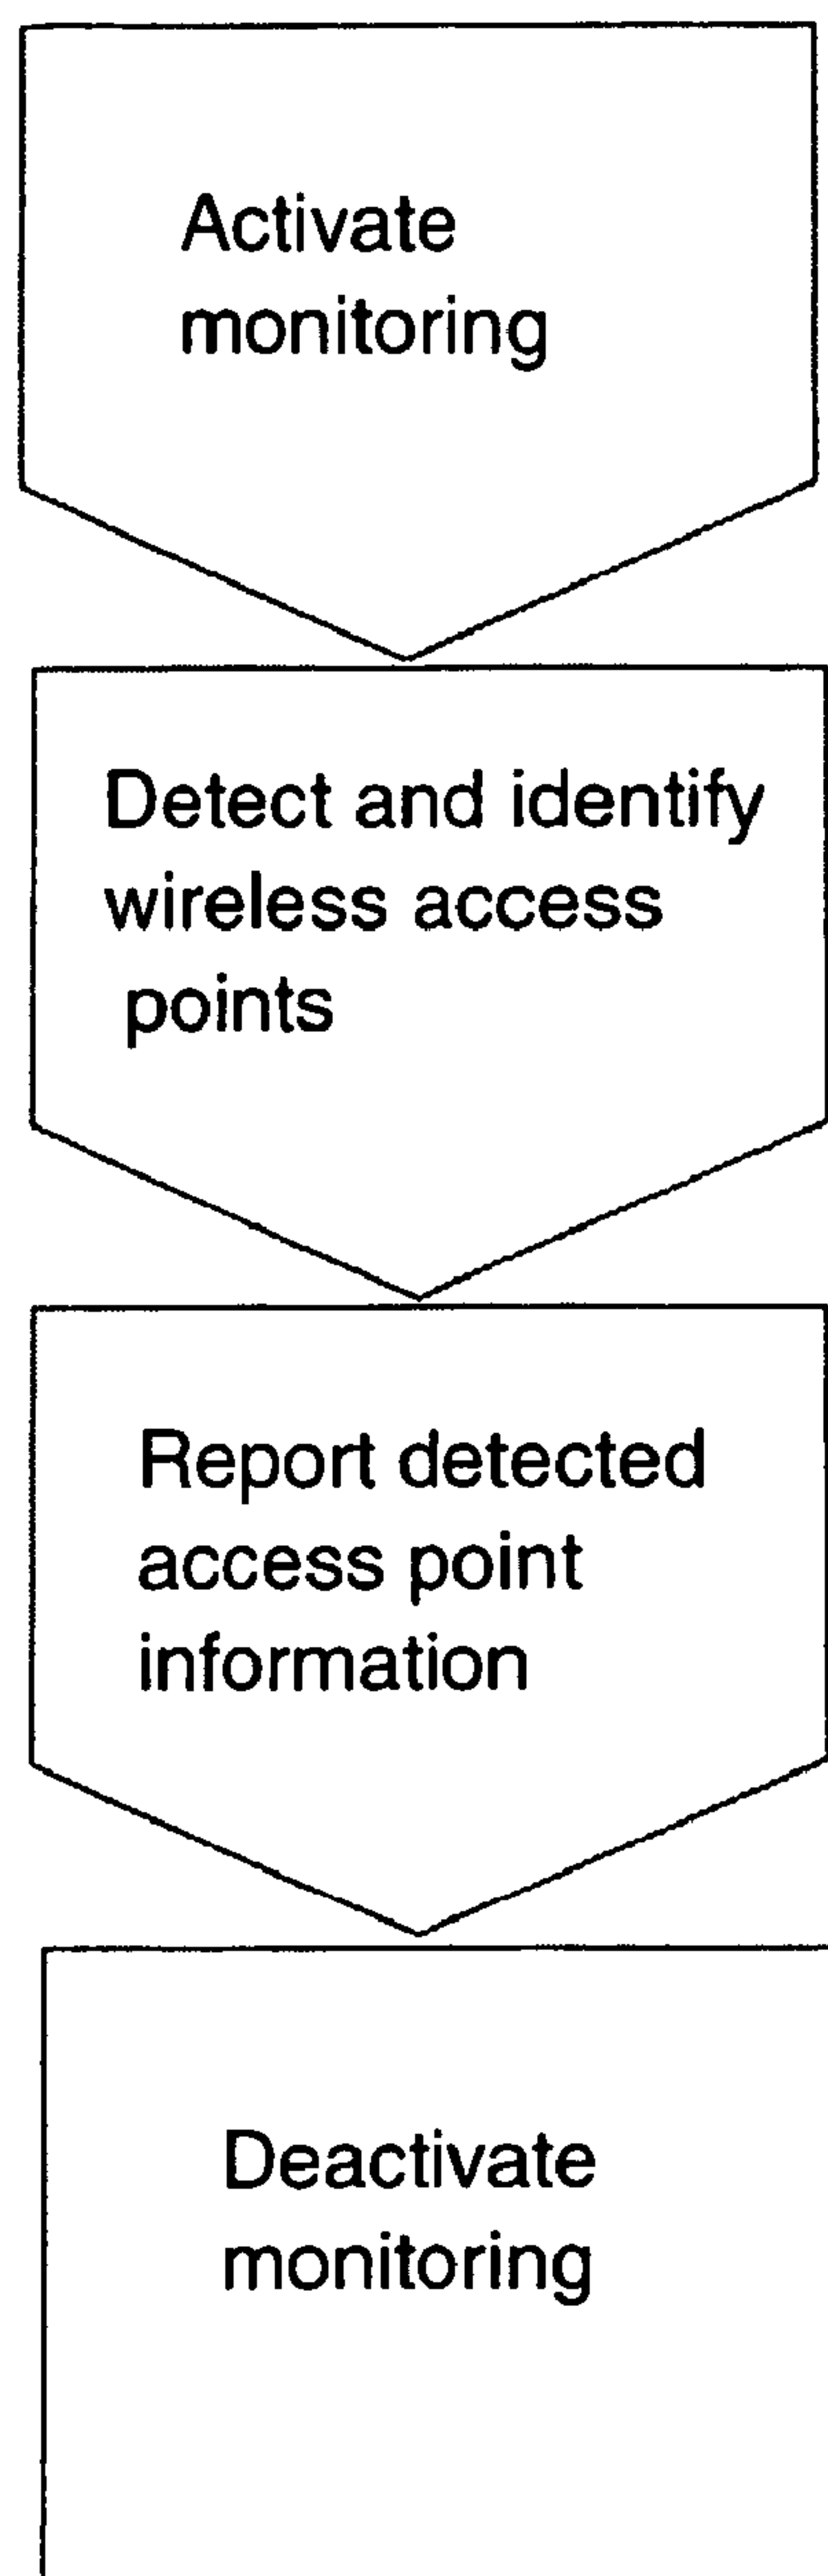 Activate
monitoring
Detect and identify
wireless access
points
Report detected
access point
information
Deactivate
monitoring